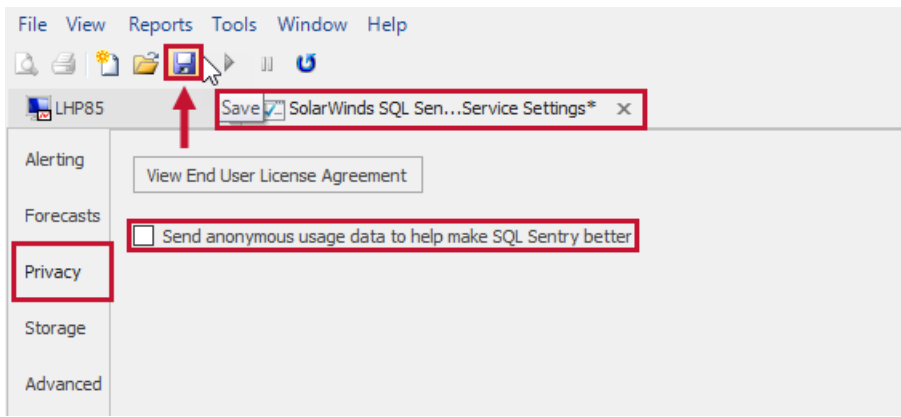 File View Reports Tools Window Help
LHP85 Save SolarWinds SQL Sen...Service Settings*
Alerting
View End User License Agreement
Forecasts
Send anonymous usage data to help make SQL Sentry better
Privacy
Storage
Advanced